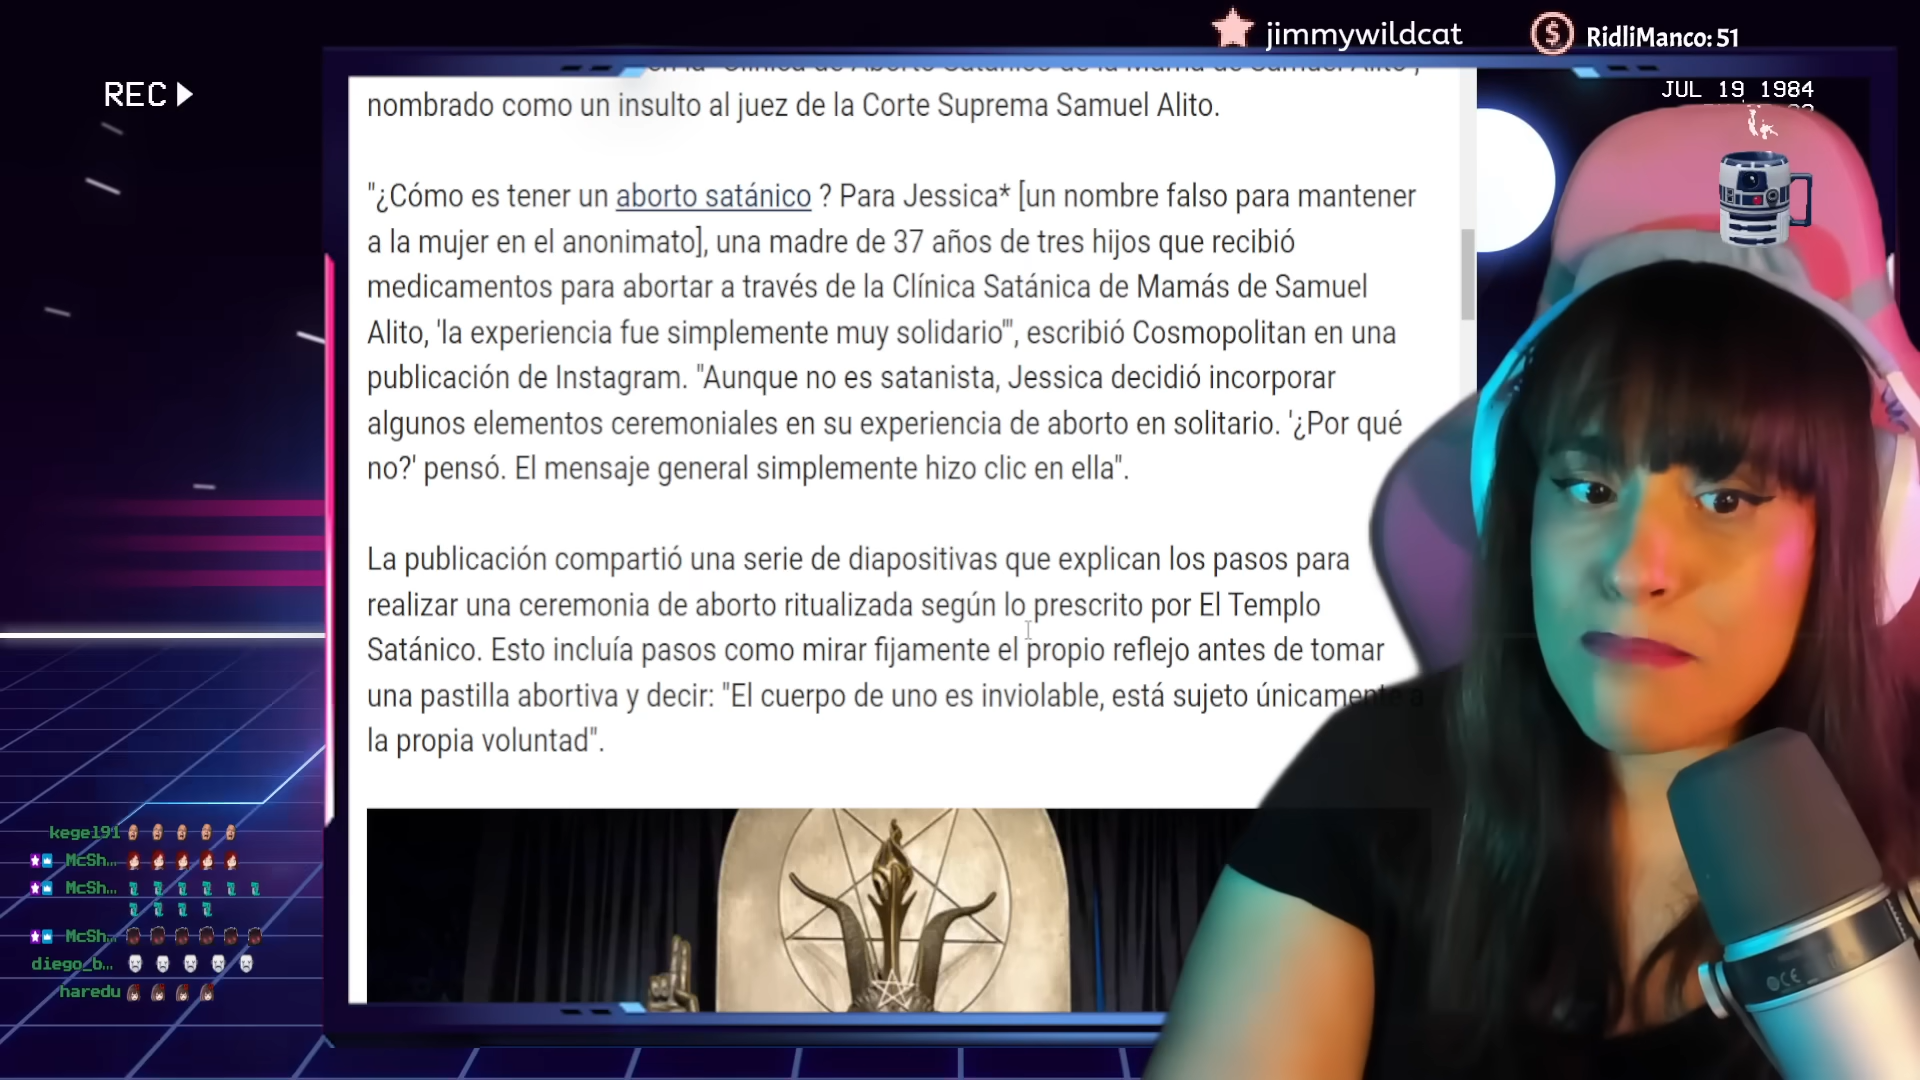 jimmywildcat
RidliManco: 51
REC
JUL 19 1984
nombrado como un insulto al juez de la Corte Suprema Samuel Alito.
"¿Cómo es tener un aborto satánico ? Para Jessica* [un nombre falso para mantener
a la mujer en el anonimato], una madre de 37 años de tres hijos que recibió
medicamentos para abortar a través de la Clínica Satánica de Mamás de Samuel
Alito, 'la experiencia fue simplemente muy solidario'", escribió Cosmopolitan en una
publicación de Instagram. "Aunque no es satanista, Jessica decidió incorporar
algunos elementos ceremoniales en su experiencia de aborto en solitario. '¿Por qué
no?' pensó. El mensaje general simplemente hizo clic en ella".
La publicación compartió una serie de diapositivas que explican los pasos para
realizar una ceremonia de aborto ritualizada según lo prescrito por El Templo
Satánico. Esto incluía pasos como mirar fijamente el propio reflejo antes de tomar
una pastilla abortiva y decir: "El cuerpo de uno es inviolable, está sujeto únicamente a
la propia voluntad".
kegel91
McSh...
McSh...
McSh...
diego_b...
haredu